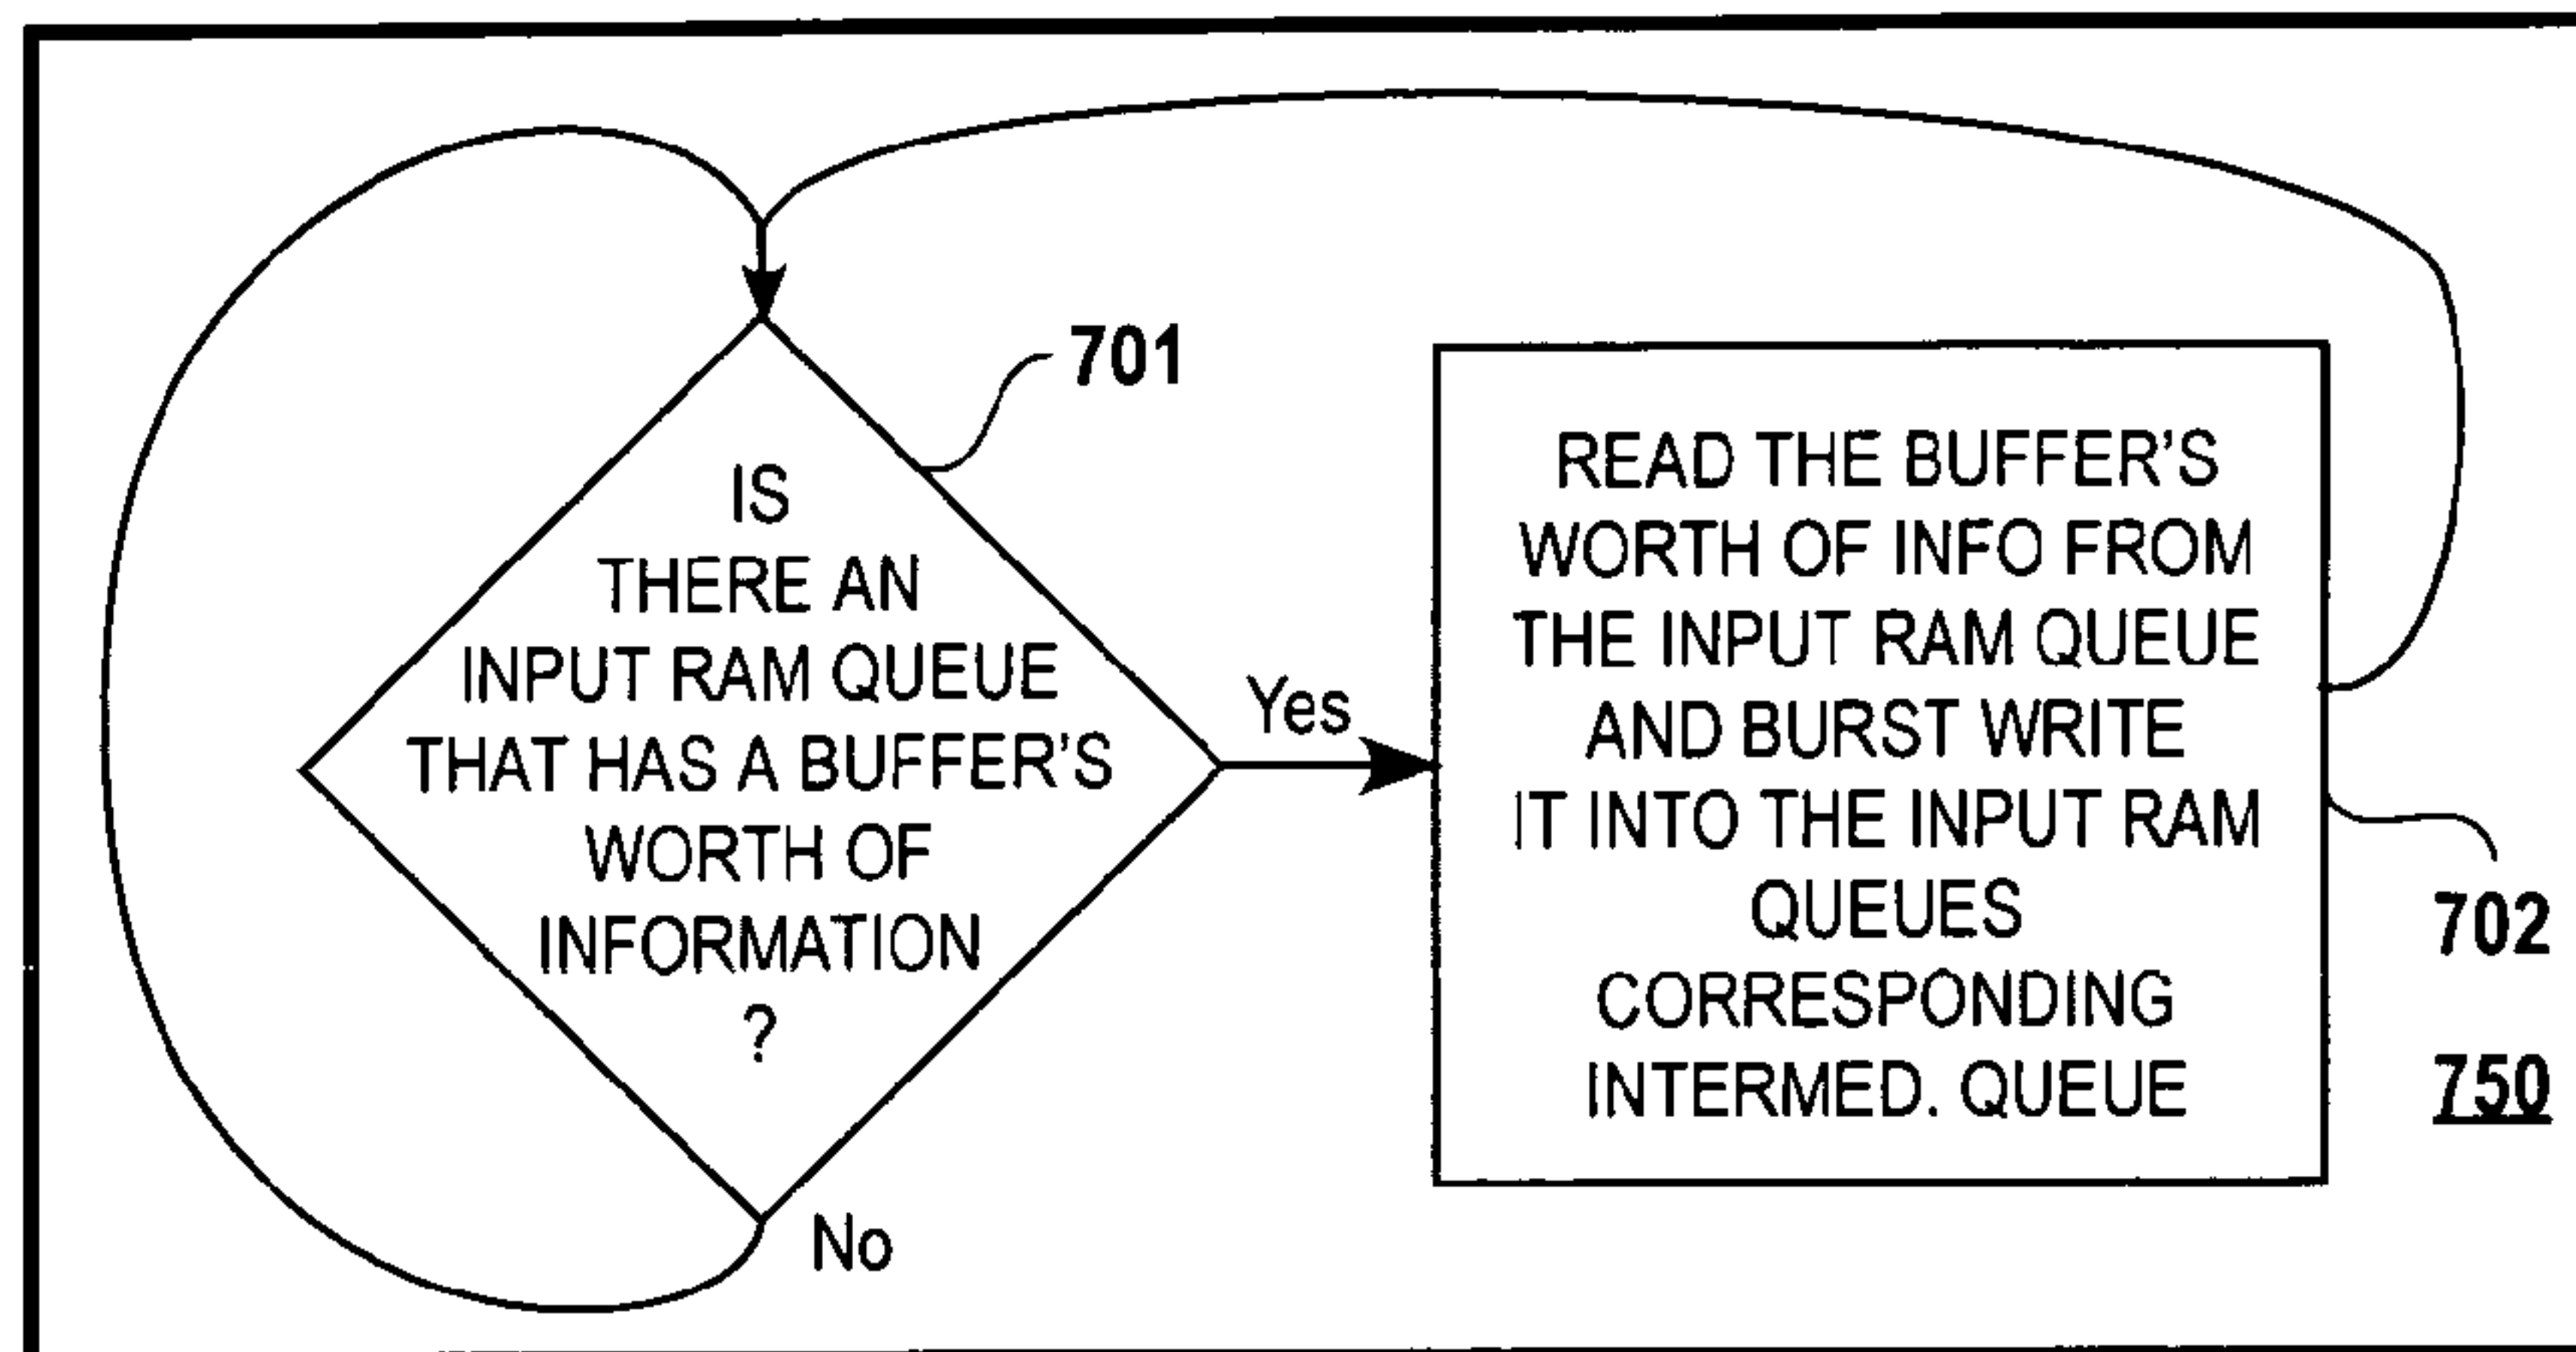 701
IS
THERE AN
INPUT RAM QUEUE
THAT HAS A BUFFER'S
WORTH OF
INFORMATION
?
Yes
No
READ THE BUFFER'S
WORTH OF INFO FROM
THE INPUT RAM QUEUE
AND BURST WRITE
IT INTO THE INPUT RAM
QUEUES
CORRESPONDING
INTERMED. QUEUE
702
750